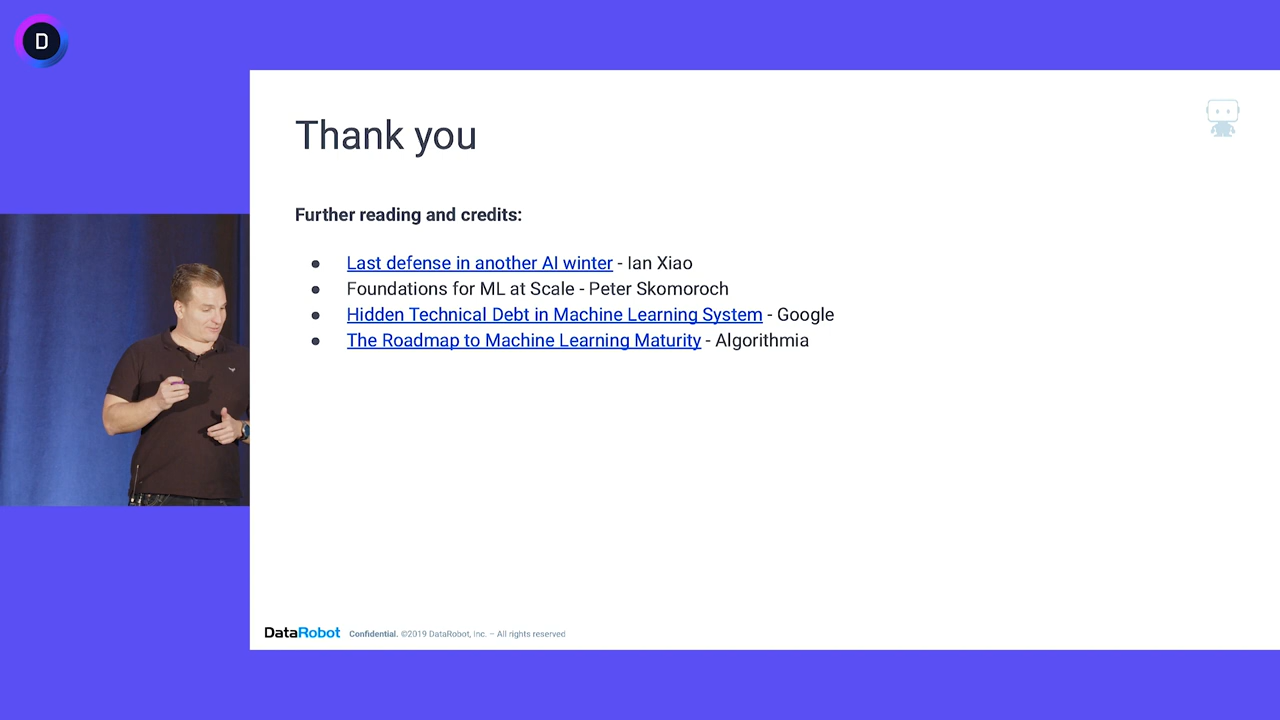 D
Thank you
Further reading and credits:
● Last defense in another AI winter - Ian Xiao
● Foundations for ML at Scale - Peter Skomoroch
● Hidden Technical Debt in Machine Learning System - Google
● The Roadmap to Machine Learning Maturity - Algorithmia
DataRobot Confidential. ©2019 DataRobot, Inc. – All rights reserved